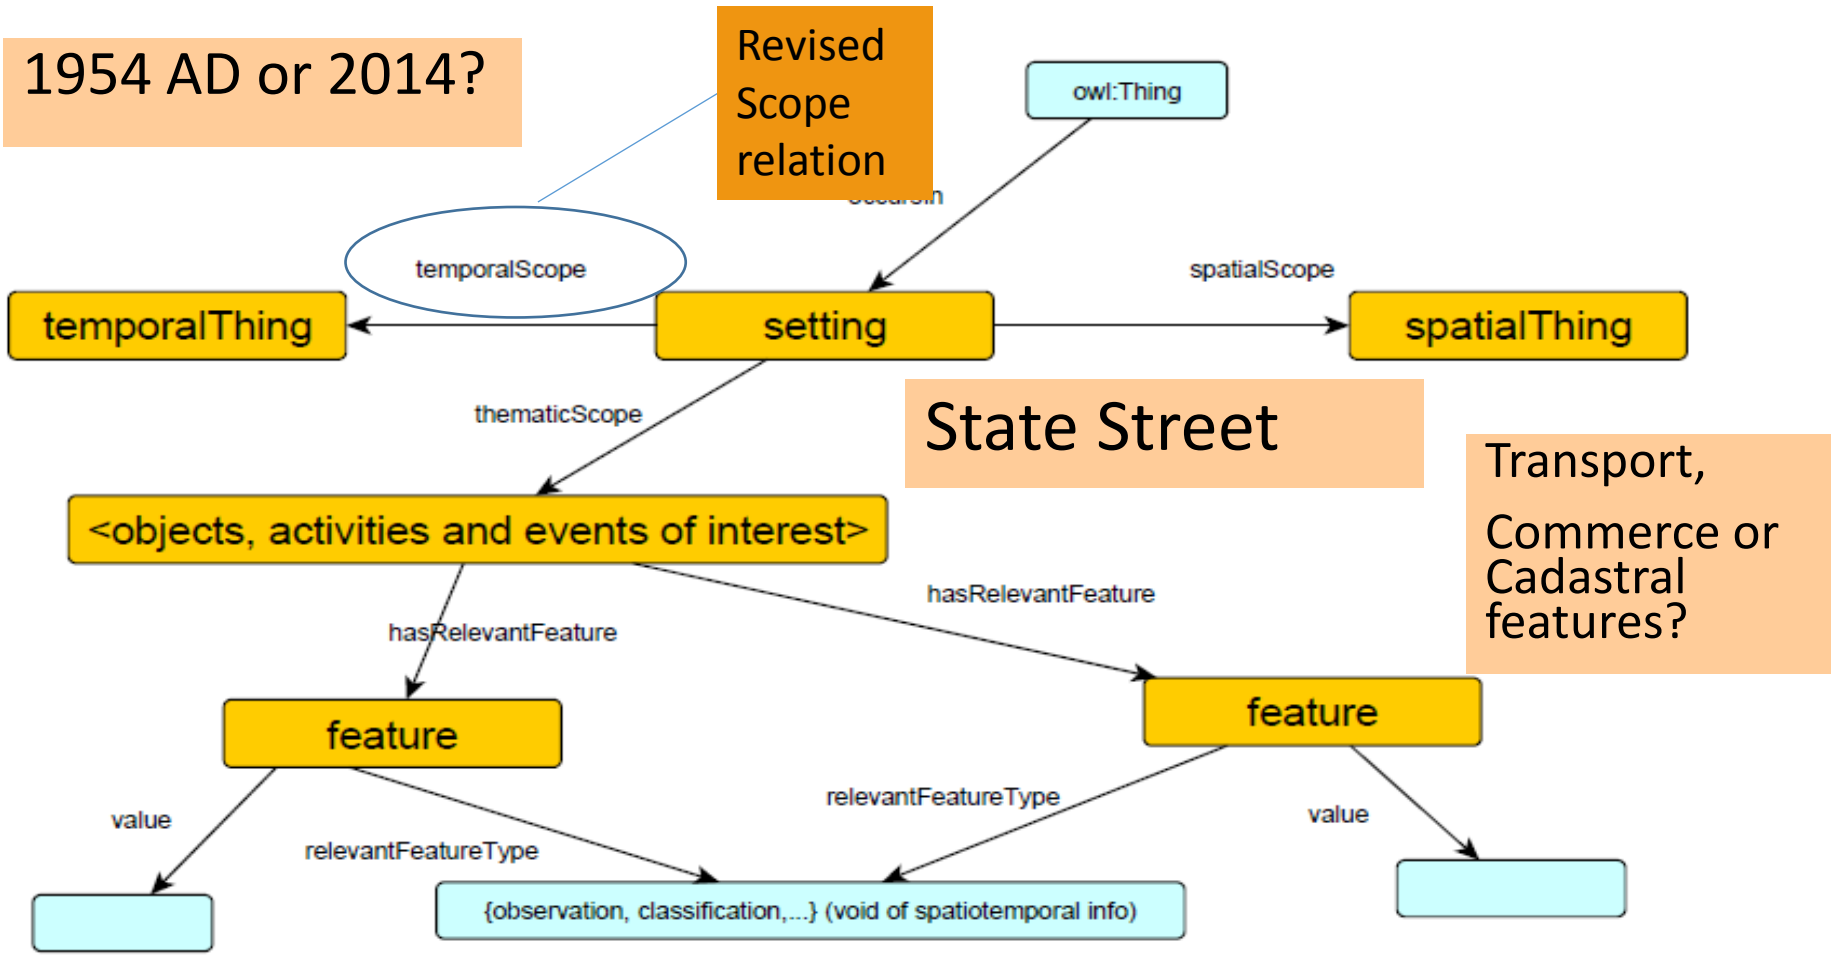 1954 AD or 2014?
Revised
Scope
relation
owl:Thing
temporalScope
spatialScope
temporalThing
setting
spatialThing
thematicScope
State Street
Transport,
Commerce or
Cadastral
features?
<objects, activities and events of interest>
hasRelevantFeature
hasRelevantFeature
feature
feature
value
relevantFeatureType
relevantFeatureType
value
{observation, classification,...} (void of spatiotemporal info)